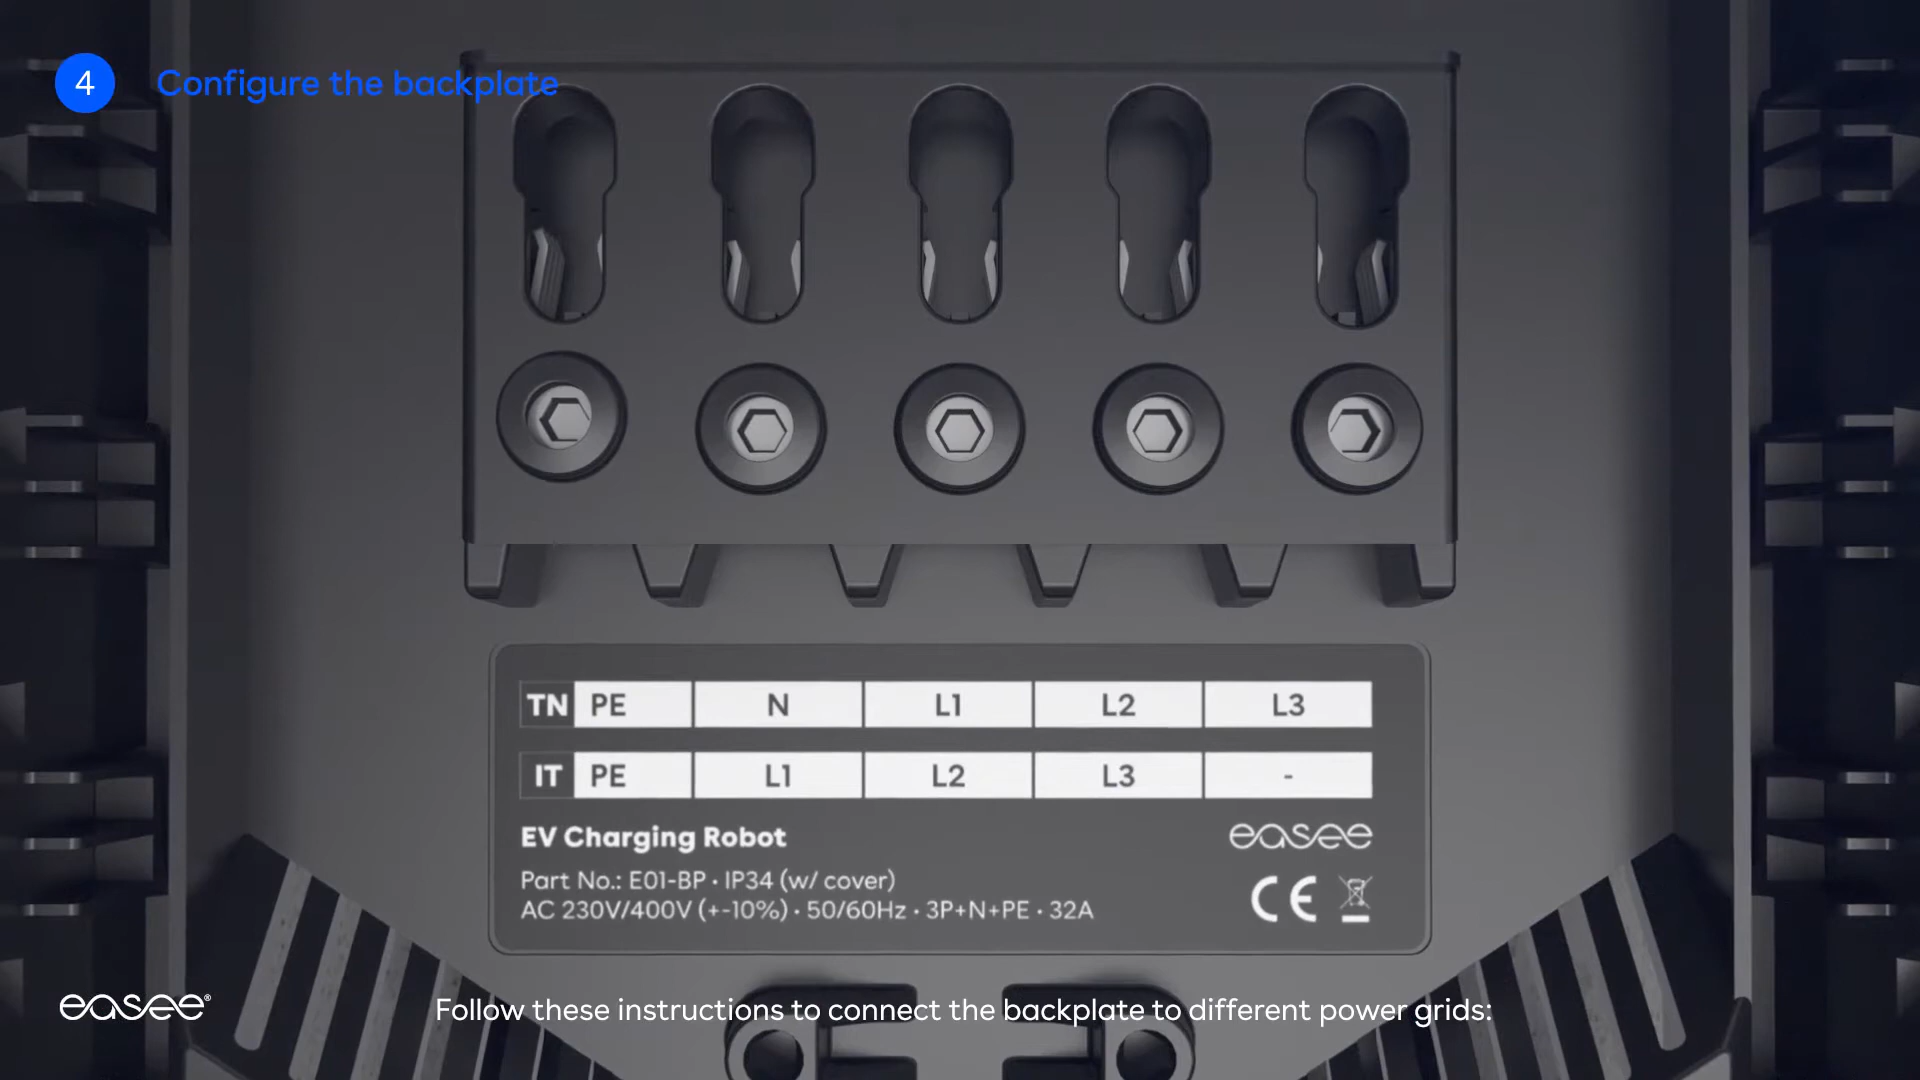 4 Configure the backplate
TN PE N L1 L2 L3
IT PE L1 L2 L3 -
EV Charging Robot
easee
Part No.: E01-BP • IP34 (w/ cover)
AC 230V/400V (+-10%) • 50/60Hz • 3P+N+PE • 32A
CE
easee®
Follow these instructions to connect the backplate to different power grids: